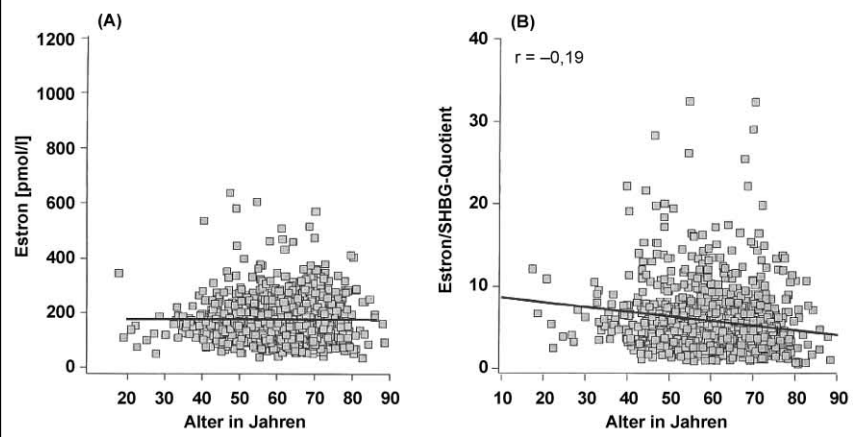 (A)
Estron [pmol/l]
1200
1000
800
600
400
200
0
20 30 40 50 60 70 80 90
Alter in Jahren
(B)
r = –0,19
Estron/SHBG-Quotient
40
30
20
10
0
10 20 30 40 50 60 70 80 90
Alter in Jahren